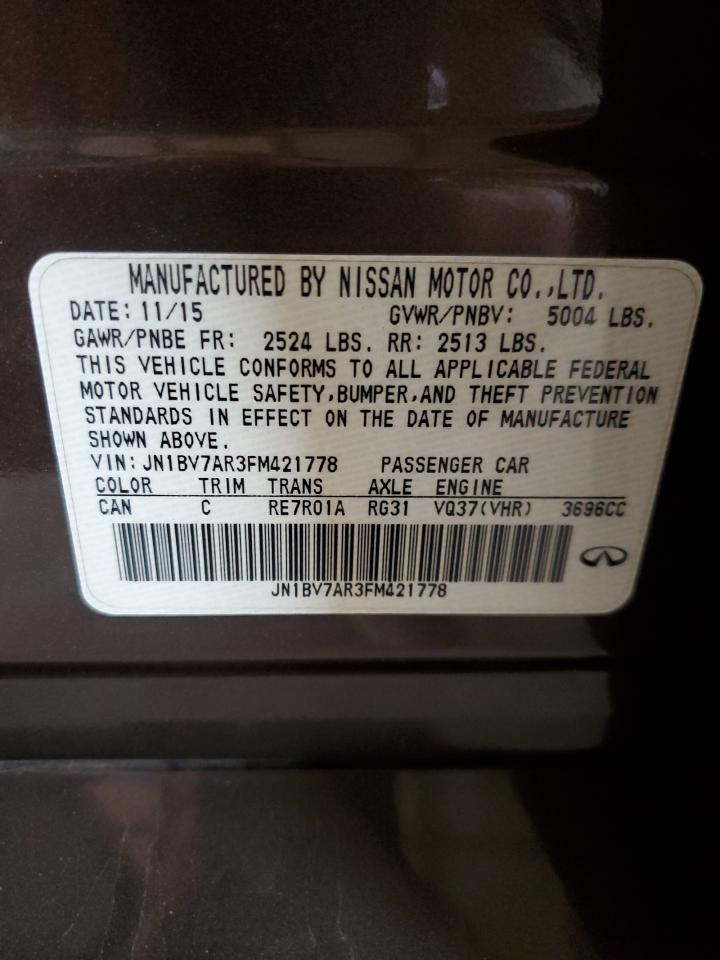 MANUFACTURED BY NISSAN MOTOR CO.,LTD.
DATE: 11/15 GVWR/PNBV: 5004 LBS.
GAWR/PNBE FR: 2524 LBS. RR: 2513 LBS.
THIS VEHICLE CONFORMS TO ALL APPLICABLE FEDERAL
MOTOR VEHICLE SAFETY,BUMPER,AND THEFT PREVENTION
STANDARDS IN EFFECT ON THE DATE OF MANUFACTURE
SHOWN ABOVE.
VIN: JN1BV7AR3FM421778 PASSENGER CAR
COLOR TRIM TRANS AXLE ENGINE
CAN C RE7R01A RG31 VQ37(VHR) 3696CC
JN1BV7AR3FM421778